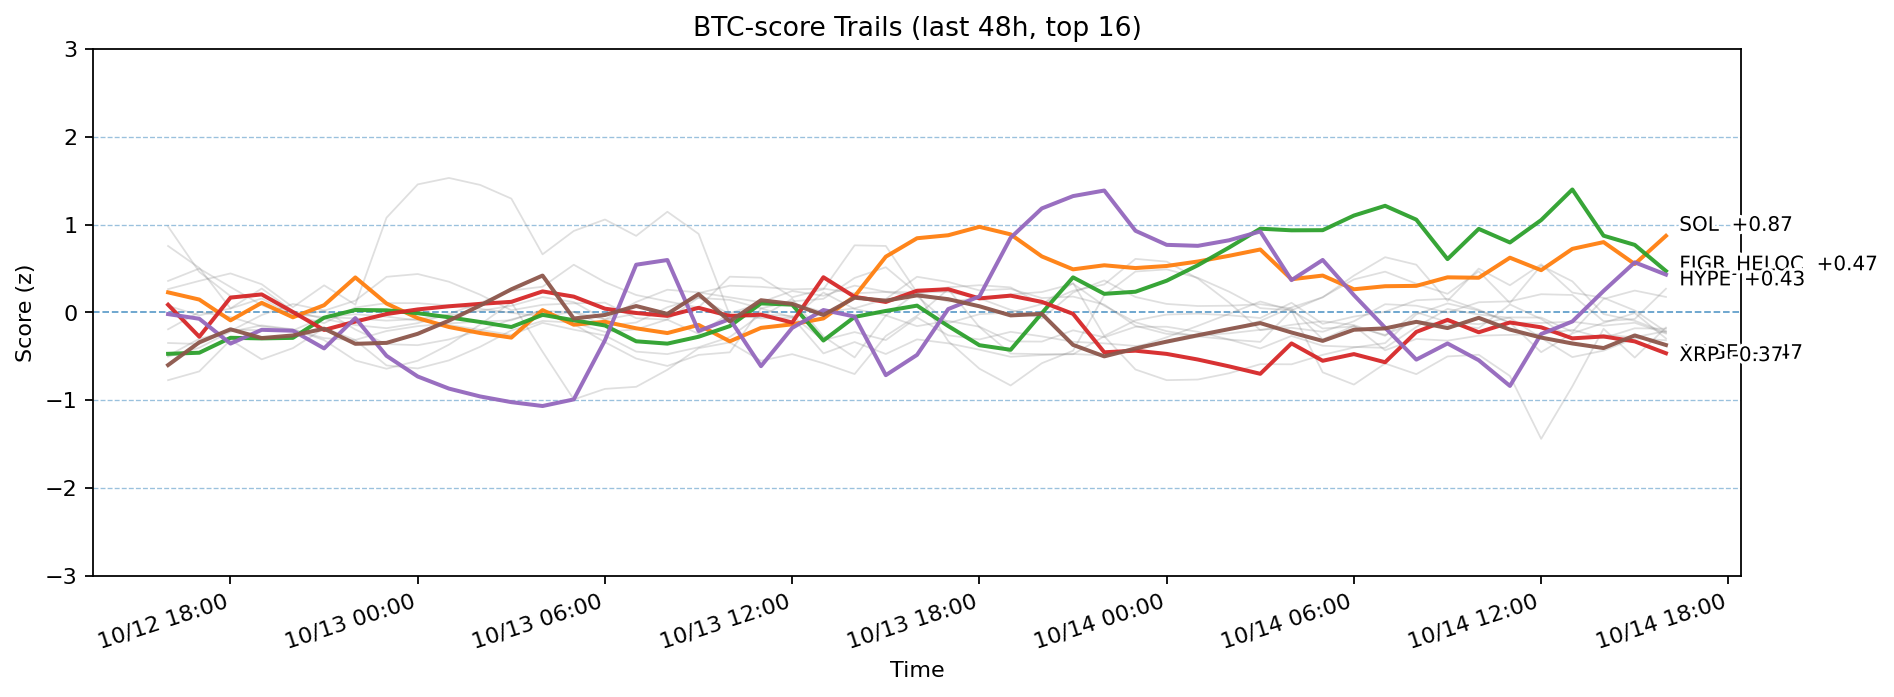 BTC-score Trails (last 48h, top 16)
3
2
1
0
−1
−2
−3
Score (z)
SOL +0.87
FIGR_HELOC +0.47
HYPE +0.43
XRP −0.37
10/12 18:00
10/13 00:00
10/13 06:00
10/13 12:00
10/13 18:00
10/14 00:00
10/14 06:00
10/14 12:00
10/14 18:00
Time